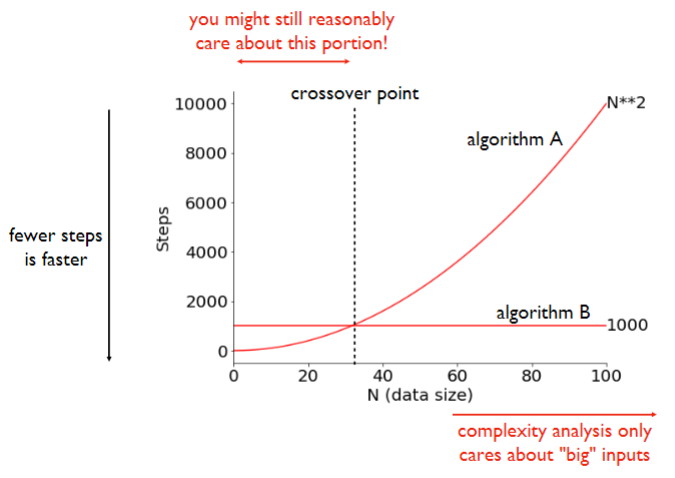 you might still reasonably
care about this portion!
crossover point
10000
8000
6000
4000
2000
0
Steps
N**2
algorithm A
fewer steps
is faster
algorithm B
1000
0 20 40 60 80 100
N (data size)
complexity analysis only
cares about "big" inputs